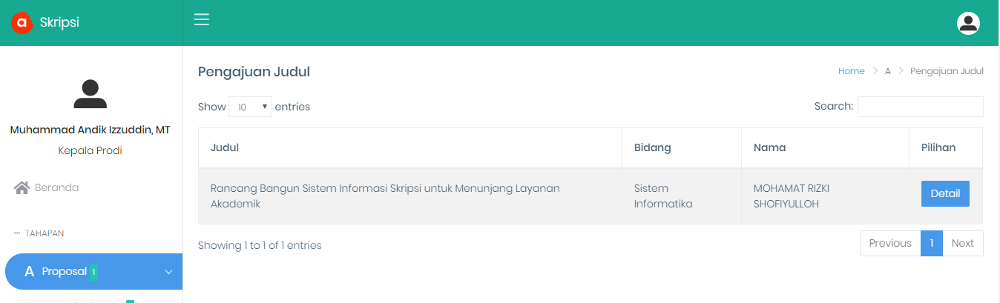 a Skripsi
Pengajuan Judul
Home > A > Pengajuan Judul
Show 10 entries
Search:
Muhammad Andik Izzuddin, MT
Kepala Prodi
Beranda
··· TAHAPAN
A Proposal 1
Judul Bidang Nama Pilihan
Rancang Bangun Sistem Informasi Skripsi untuk Menunjang Layanan
Akademik
Sistem
Informatika
MOHAMAT RIZKI
SHOFIYULLOH
Detail
Showing 1 to 1 of 1 entries
Previous 1 Next